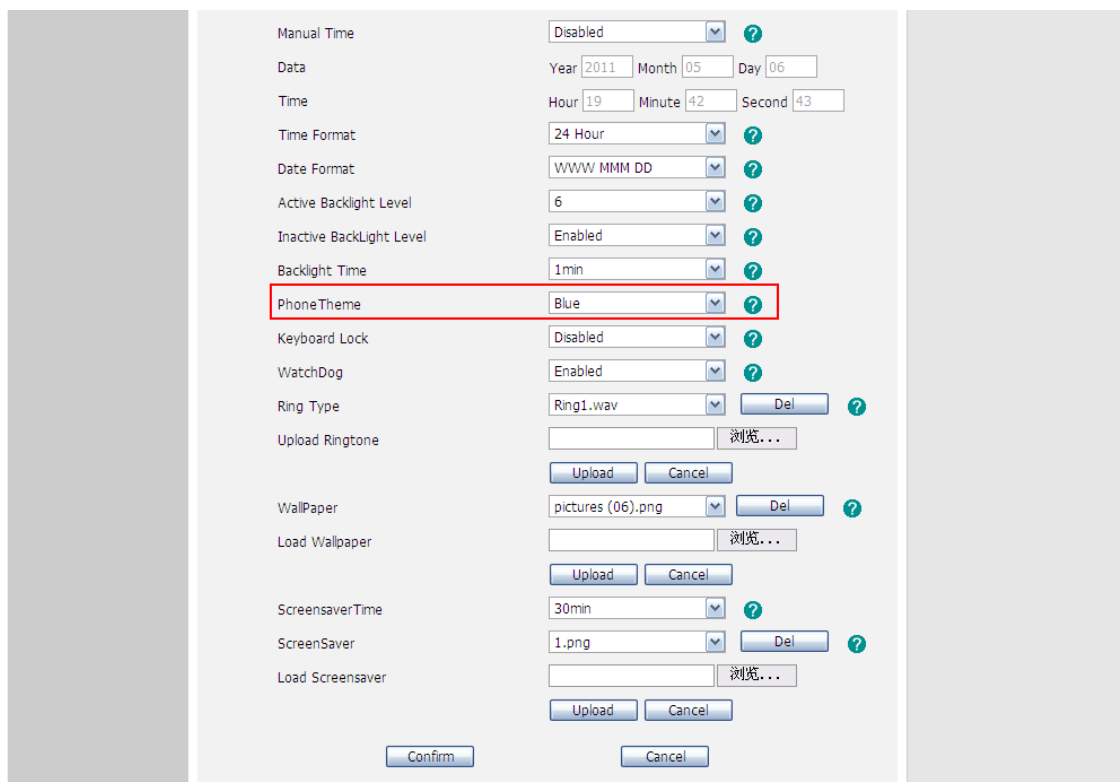 Manual Time Disabled ?
Data Year 2011 Month 05 Day 06
Time Hour 19 Minute 42 Second 43
Time Format 24 Hour ?
Date Format WWW MMM DD ?
Active Backlight Level 6 ?
Inactive BackLight Level Enabled ?
Backlight Time 1min ?
PhoneTheme Blue ?
Keyboard Lock Disabled ?
WatchDog Enabled ?
Ring Type Ring1.wav Del ?
Upload Ringtone 浏览...
Upload Cancel
WallPaper pictures (06).png Del ?
Load Wallpaper 浏览...
Upload Cancel
ScreensaverTime 30min ?
ScreenSaver 1.png Del ?
Load Screensaver 浏览...
Upload Cancel
Confirm Cancel